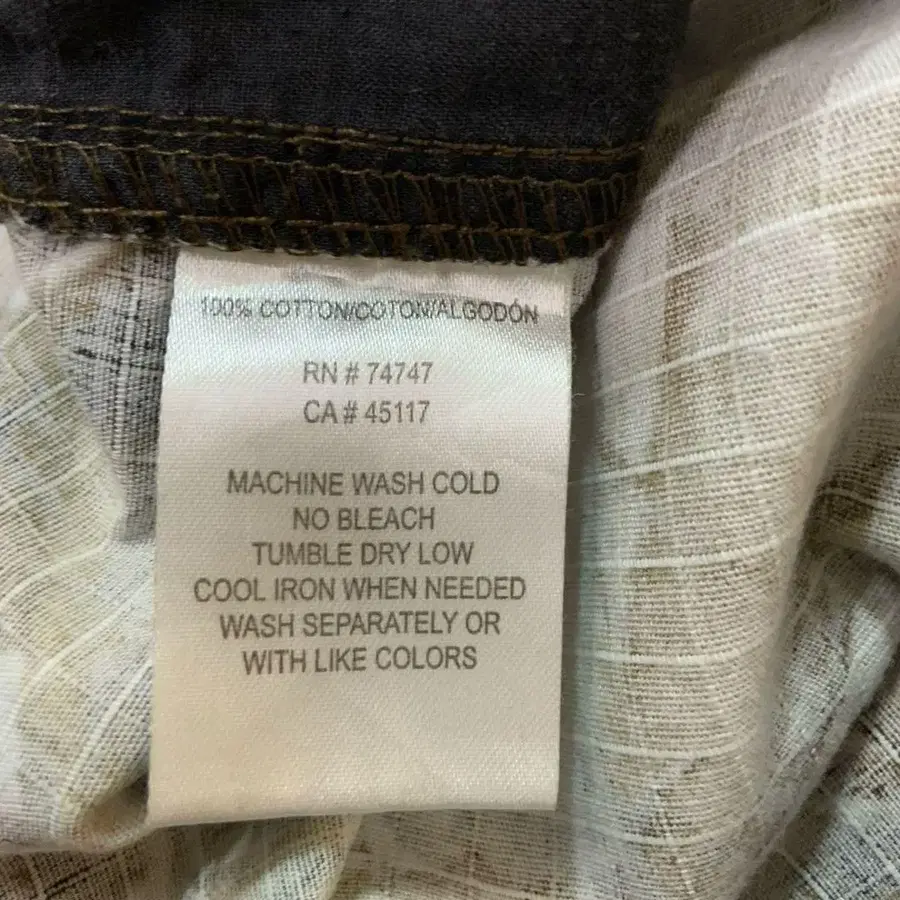 100% COTTON/COTON/ALGODÓN
RN # 74747
CA # 45117
MACHINE WASH COLD
NO BLEACH
TUMBLE DRY LOW
COOL IRON WHEN NEEDED
WASH SEPARATELY OR
WITH LIKE COLORS